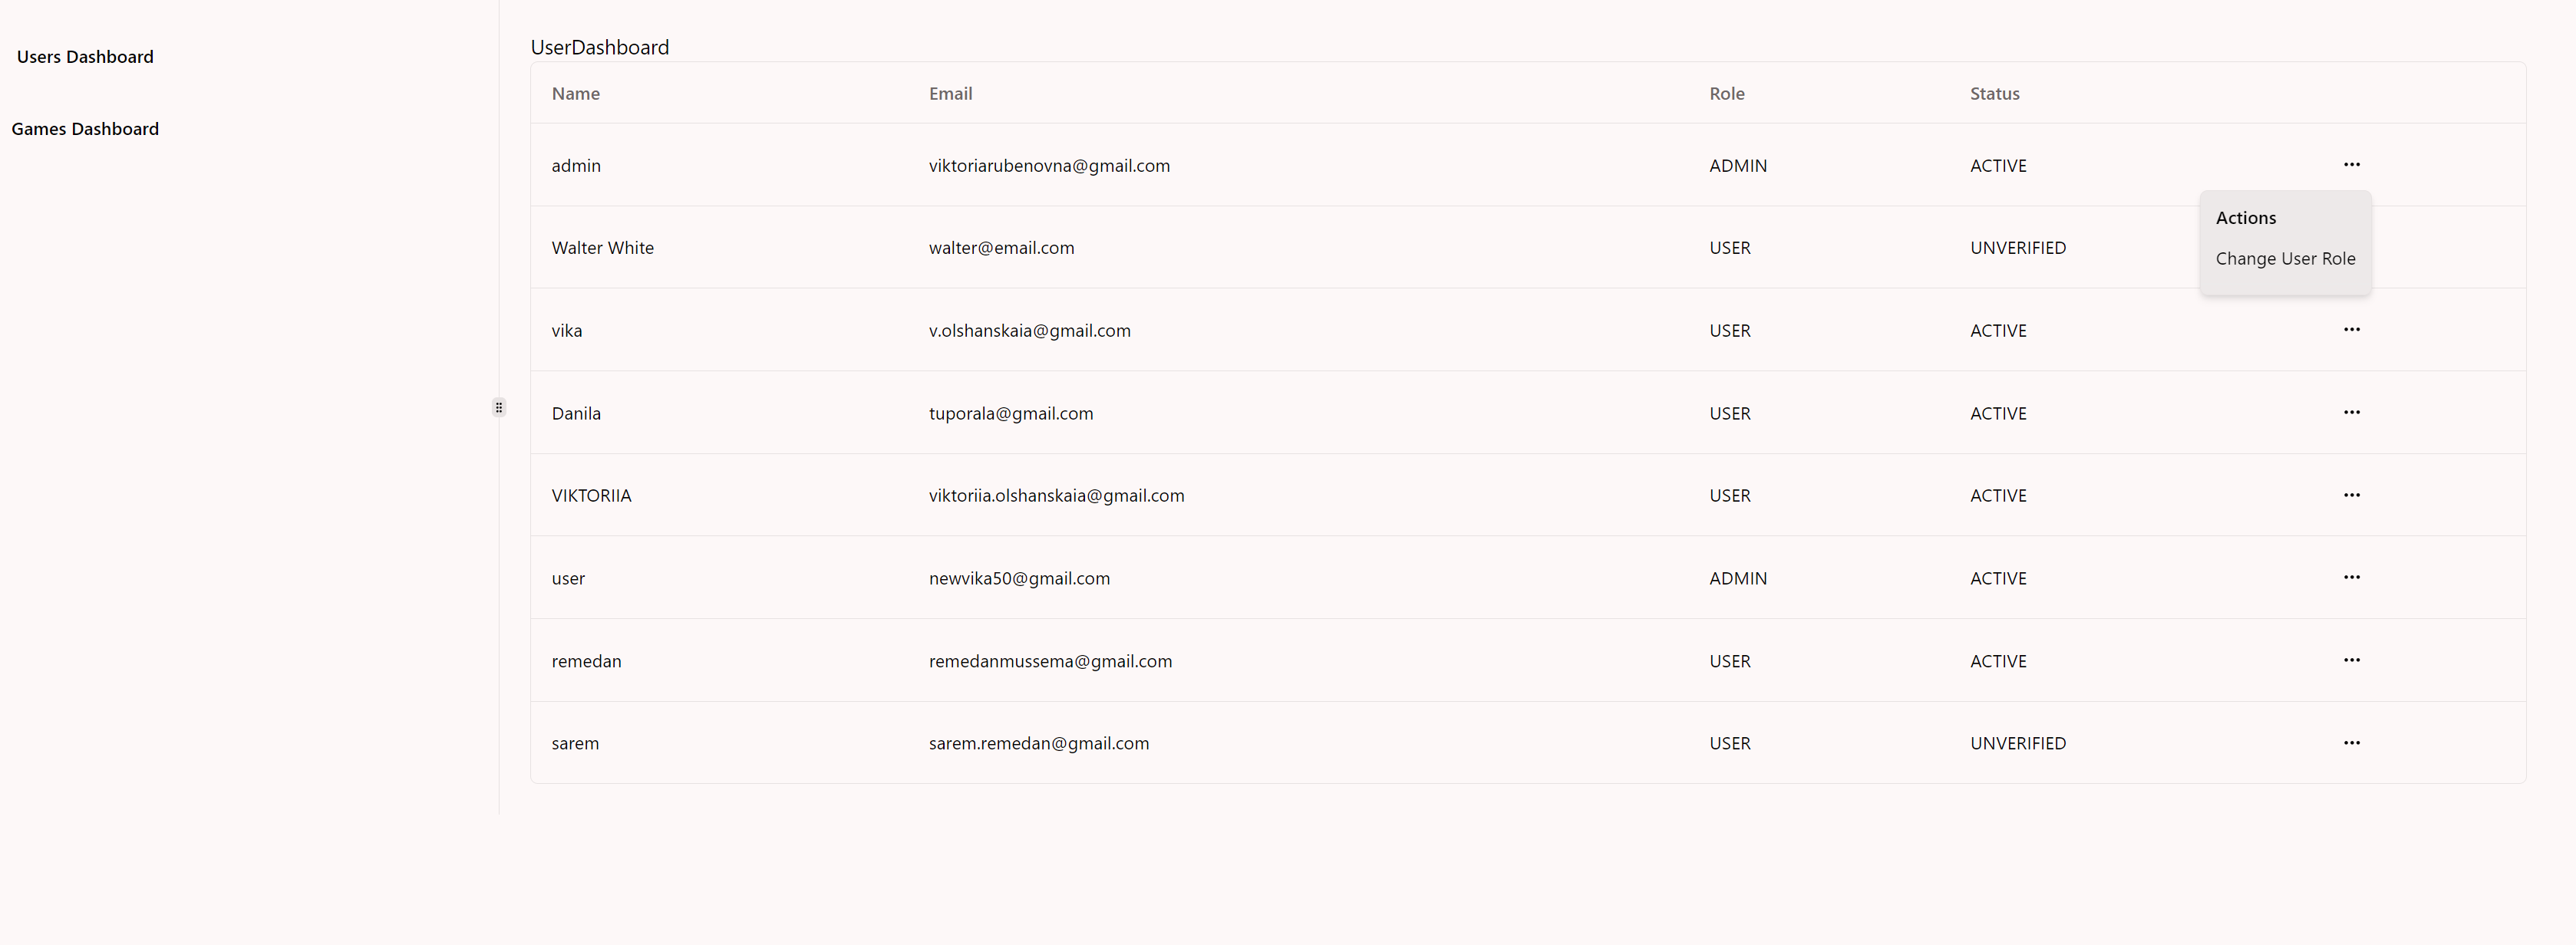 Users Dashboard
Games Dashboard
UserDashboard
Name Email Role Status
admin viktoriarubenovna@gmail.com ADMIN ACTIVE
Actions
Change User Role
Walter White walter@email.com USER UNVERIFIED
vika v.olshanskaia@gmail.com USER ACTIVE
Danila tuporala@gmail.com USER ACTIVE
VIKTORIIA viktoriia.olshanskaia@gmail.com USER ACTIVE
user newvika50@gmail.com ADMIN ACTIVE
remedan remedanmussema@gmail.com USER ACTIVE
sarem sarem.remedan@gmail.com USER UNVERIFIED